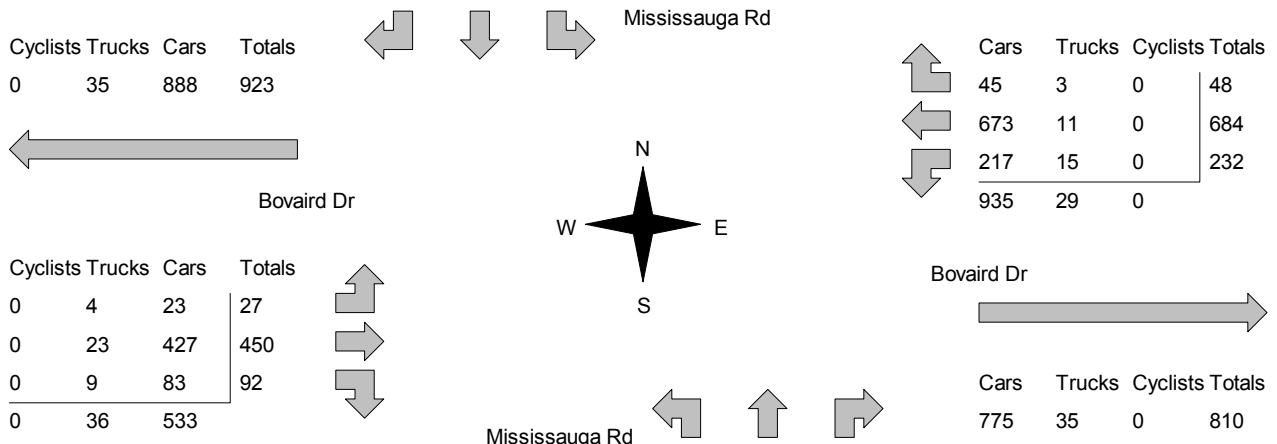 Mississauga Rd
Cyclists Trucks Cars Totals
0 35 888 923
Cars Trucks Cyclists Totals
45 3 0 48
673 11 0 684
217 15 0 232
935 29 0
Bovaird Dr
N
W E
S
Cyclists Trucks Cars Totals
0 4 23 27
0 23 427 450
0 9 83 92
0 36 533
Bovaird Dr
Cars Trucks Cyclists Totals
775 35 0 810
Mississauga Rd